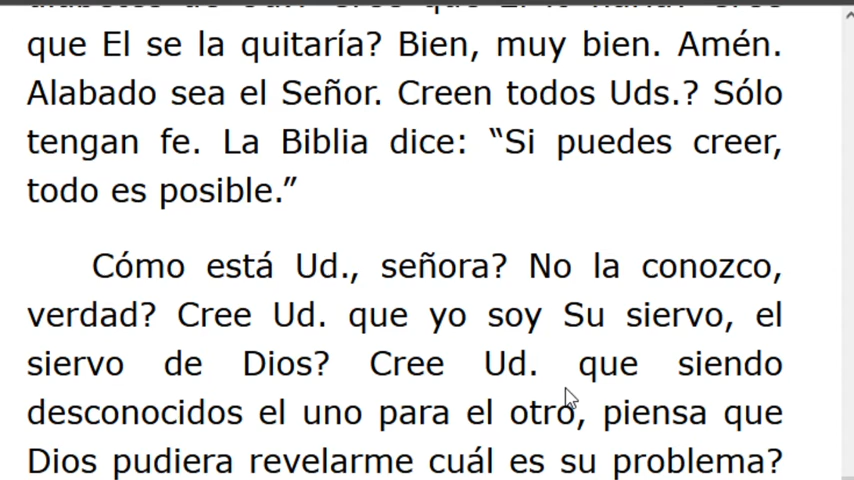 que El se la quitaría? Bien, muy bien. Amén.
Alabado sea el Señor. Creen todos Uds.? Sólo
tengan fe. La Biblia dice: “Si puedes creer,
todo es posible.”
Cómo está Ud., señora? No la conozco,
verdad? Cree Ud. que yo soy Su siervo, el
siervo de Dios? Cree Ud. que siendo
desconocidos el uno para el otro, piensa que
Dios pudiera revelarme cuál es su problema?